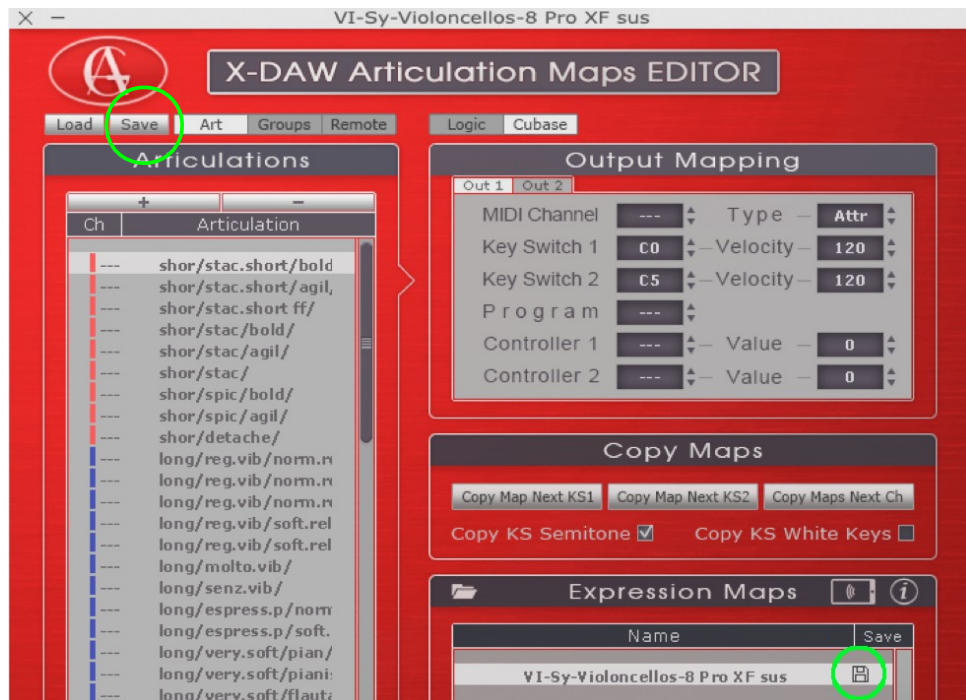 VI-Sy-Violoncellos-8 Pro XF sus
X-DAW Articulation Maps EDITOR
Load Save Art Groups Remote Logic Cubase
Articulations
+ −
Ch Articulation
--- shor/stac.short/bold
--- shor/stac.short/agil,
--- shor/stac.short ff/
--- shor/stac/bold/
--- shor/stac/agil/
--- shor/stac/
--- shor/spic/bold/
--- shor/spic/agil/
--- shor/detache/
--- long/reg.vib/norm.re
--- long/reg.vib/norm.re
--- long/reg.vib/norm.re
--- long/reg.vib/soft.rel
--- long/reg.vib/soft.rel
--- long/molto.vib/
--- long/senz.vib/
--- long/espress.p/norm
--- long/espress.p/soft.
--- long/very.soft/pian/
--- long/very.soft/piani:
--- long/very.soft/flauta
Output Mapping
Out 1 Out 2
MIDI Channel --- Type – Attr
Key Switch 1 C0 –Velocity– 120
Key Switch 2 C5 –Velocity– 120
Program ---
Controller 1 --- – Value – 0
Controller 2 --- – Value – 0
Copy Maps
Copy Map Next KS1 Copy Map Next KS2 Copy Maps Next Ch
Copy KS Semitone Copy KS White Keys
Expression Maps
Name Save
VI-Sy-Violoncellos-8 Pro XF sus